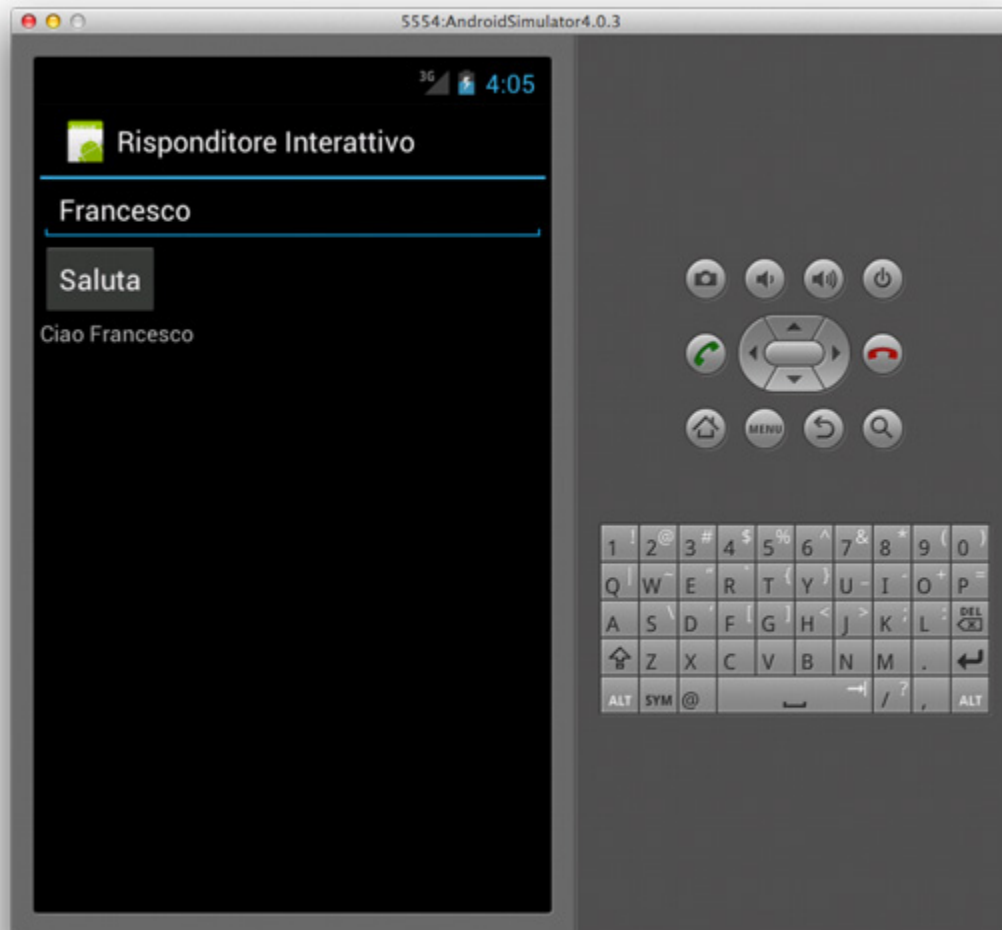 5554:AndroidSimulator4.0.3
3G 4:05
Risponditore Interattivo
Francesco
Saluta
Ciao Francesco
MENU
1 ! 2 @ 3 # 4 $ 5 % 6 ^ 7 & 8 * 9 ( 0 )
Q | W ~ E " R ` T { Y } U _ I - O + P =
A S \ D ' F [ G ] H < J > K ; L : DEL
Z X C V B N M .
ALT SYM @ / ? , ALT